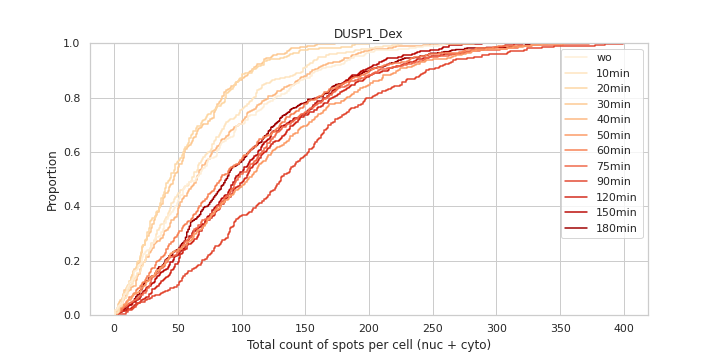 DUSP1_Dex
1.0
0.8
0.6
0.4
0.2
0.0
Proportion
0
50
100
150
200
250
300
350
400
Total count of spots per cell (nuc + cyto)
wo
10min
20min
30min
40min
50min
60min
75min
90min
120min
150min
180min